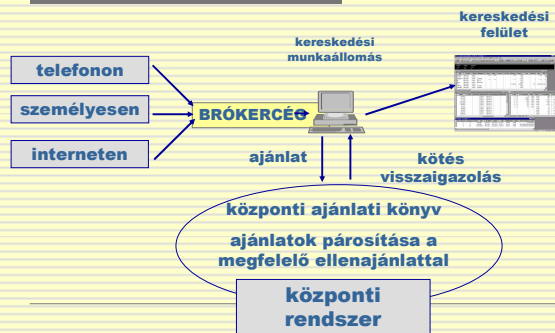 kereskedési
felület
kereskedési
munkaállomás
telefonon
személyesen
BRÓKERCÉG
interneten
ajánlat
kötés
visszaigazolás
központi ajánlati könyv
ajánlatok párosítása a
megfelelő ellenajánlattal
központi
rendszer